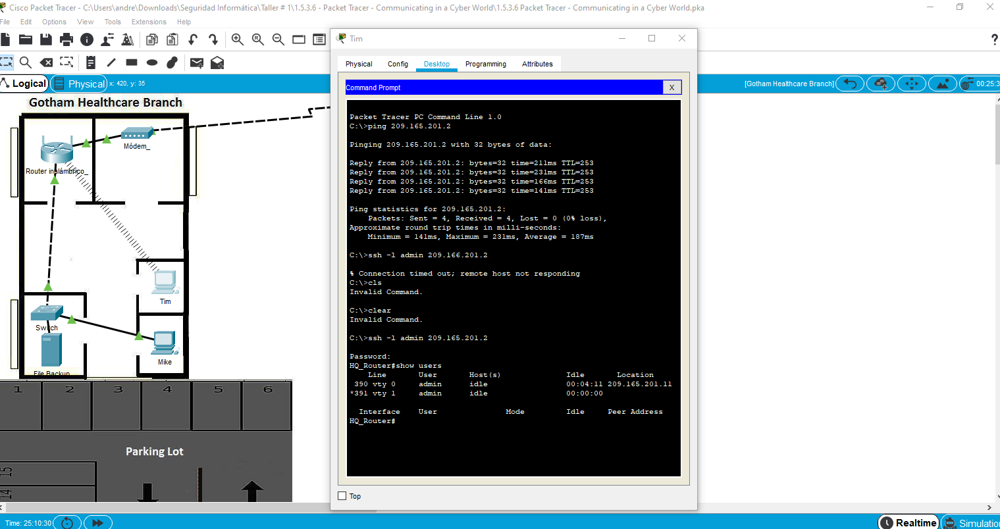 Cisco Packet Tracer - C:\Users\andre\Downloads\Seguridad Informática\Taller # 1\1.5.3.6 - Packet Tracer - Communicating in a Cyber World\1.5.3.6 Packet Tracer - Communicating in a Cyber World.pka
File Edit Options View Tools Extensions Help
Logical Physical x: 420, y: 35
[Gotham Healthcare Branch] 00:25:3
Gotham Healthcare Branch
Módem_
Router inalámbrico_
Tim
Switch
Mike
File Backup
1 2 3 4 5 6
Parking Lot
15
14
Tim
Physical Config Desktop Programming Attributes
Command Prompt X
Packet Tracer PC Command Line 1.0
C:\>ping 209.165.201.2
Pinging 209.165.201.2 with 32 bytes of data:
Reply from 209.165.201.2: bytes=32 time=211ms TTL=253
Reply from 209.165.201.2: bytes=32 time=231ms TTL=253
Reply from 209.165.201.2: bytes=32 time=166ms TTL=253
Reply from 209.165.201.2: bytes=32 time=141ms TTL=253
Ping statistics for 209.165.201.2:
Packets: Sent = 4, Received = 4, Lost = 0 (0% loss),
Approximate round trip times in milli-seconds:
Minimum = 141ms, Maximum = 231ms, Average = 187ms
C:\>ssh -l admin 209.166.201.2
% Connection timed out; remote host not responding
C:\>cls
Invalid Command.
C:\>clear
Invalid Command.
C:\>ssh -l admin 209.165.201.2
Password:
HQ_Router#show users
Line User Host(s) Idle Location
390 vty 0 admin idle 00:04:11 209.165.201.11
*391 vty 1 admin idle 00:00:00
Interface User Mode Idle Peer Address
HQ_Router#
Top
Time: 25:10:30
Realtime Simulation